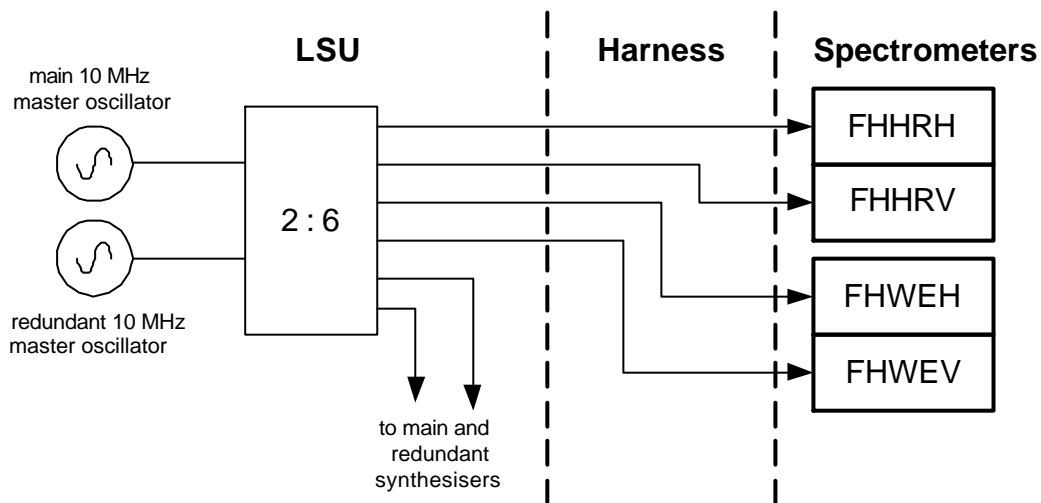 LSU
Harness
Spectrometers
main 10 MHz
master oscillator
FHHRH
FHHRV
2 : 6
FHWEH
redundant 10 MHz
master oscillator
FHWEV
to main and
redundant
synthesisers